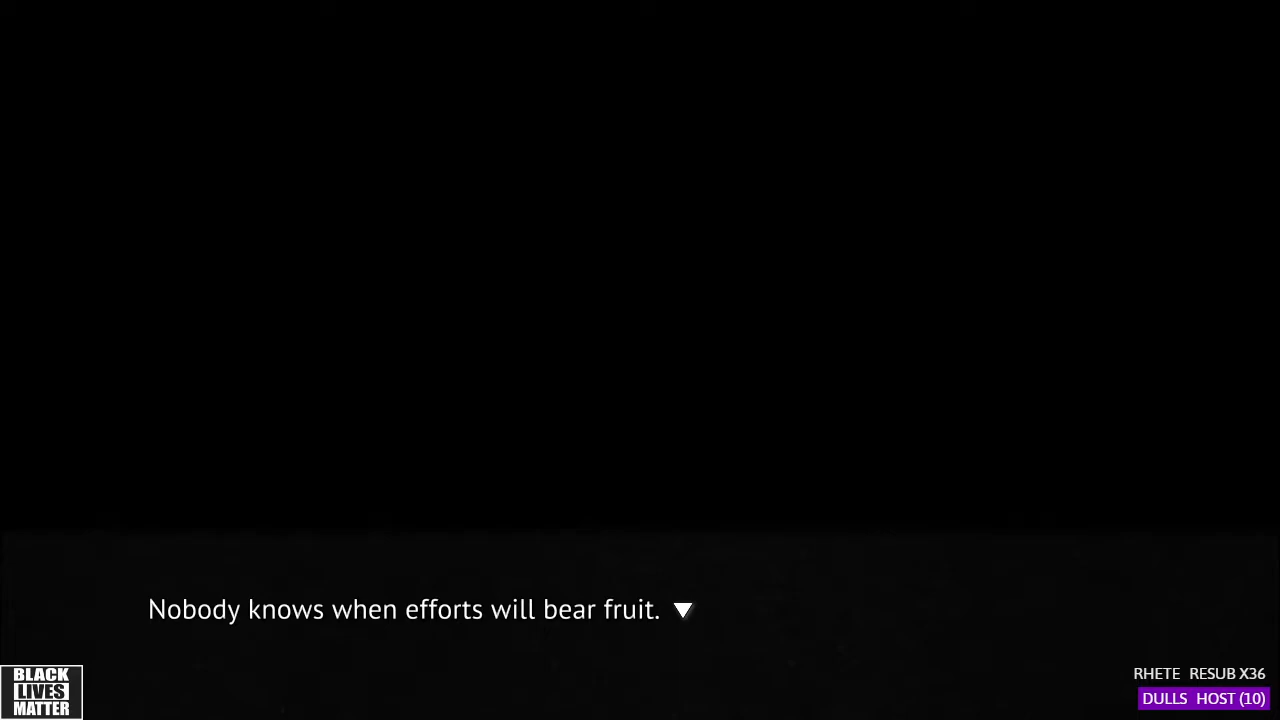 Nobody knows when efforts will bear fruit.
BLACK
LIVES
MATTER
RHETE RESUB X36
DULLS HOST (10)